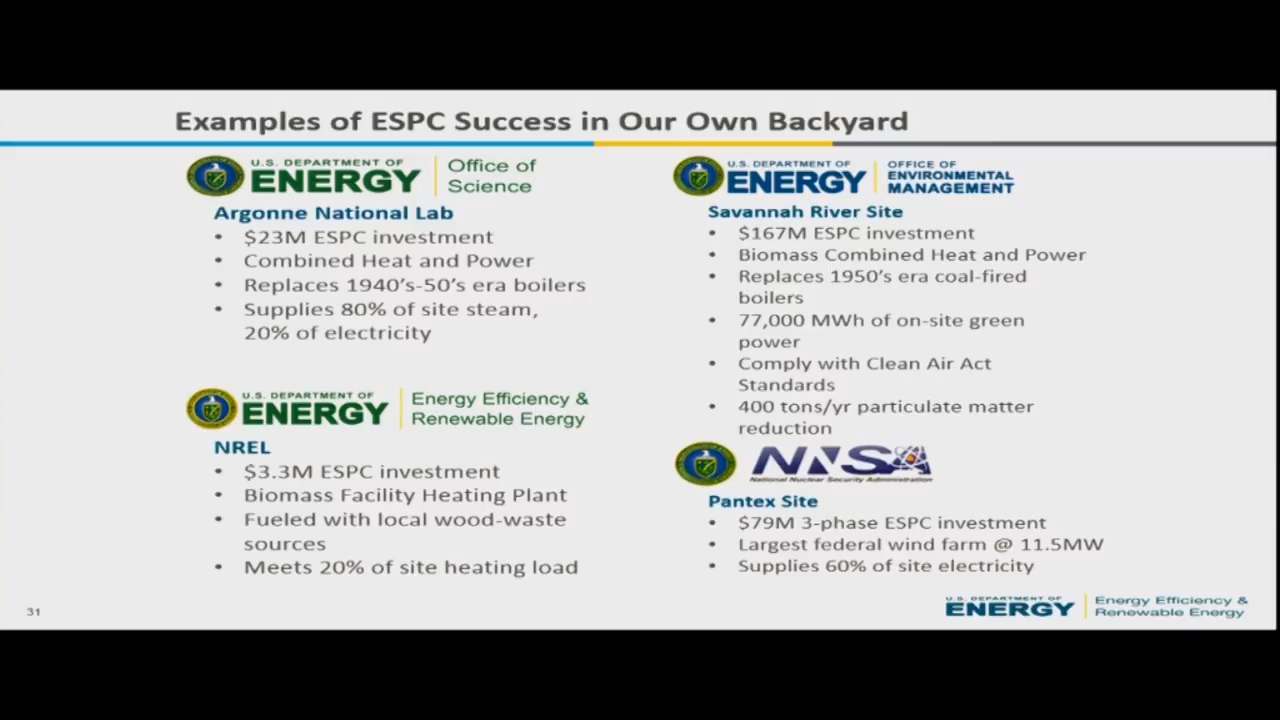 Examples of ESPC Success in Our Own Backyard
U.S. DEPARTMENT OF
ENERGY
Office of
Science
Argonne National Lab
• $23M ESPC investment
• Combined Heat and Power
• Replaces 1940's-50's era boilers
• Supplies 80% of site steam,
20% of electricity
U.S. DEPARTMENT OF
ENERGY
Energy Efficiency &
Renewable Energy
NREL
• $3.3M ESPC investment
• Biomass Facility Heating Plant
• Fueled with local wood-waste
sources
• Meets 20% of site heating load
U.S. DEPARTMENT OF
ENERGY
OFFICE OF
ENVIRONMENTAL
MANAGEMENT
Savannah River Site
• $167M ESPC investment
• Biomass Combined Heat and Power
• Replaces 1950's era coal-fired
boilers
• 77,000 MWh of on-site green
power
• Comply with Clean Air Act
Standards
• 400 tons/yr particulate matter
reduction
NNSA
National Nuclear Security Administration
Pantex Site
• $79M 3-phase ESPC investment
• Largest federal wind farm @ 11.5MW
• Supplies 60% of site electricity
31
U.S. DEPARTMENT OF
ENERGY
Energy Efficiency &
Renewable Energy